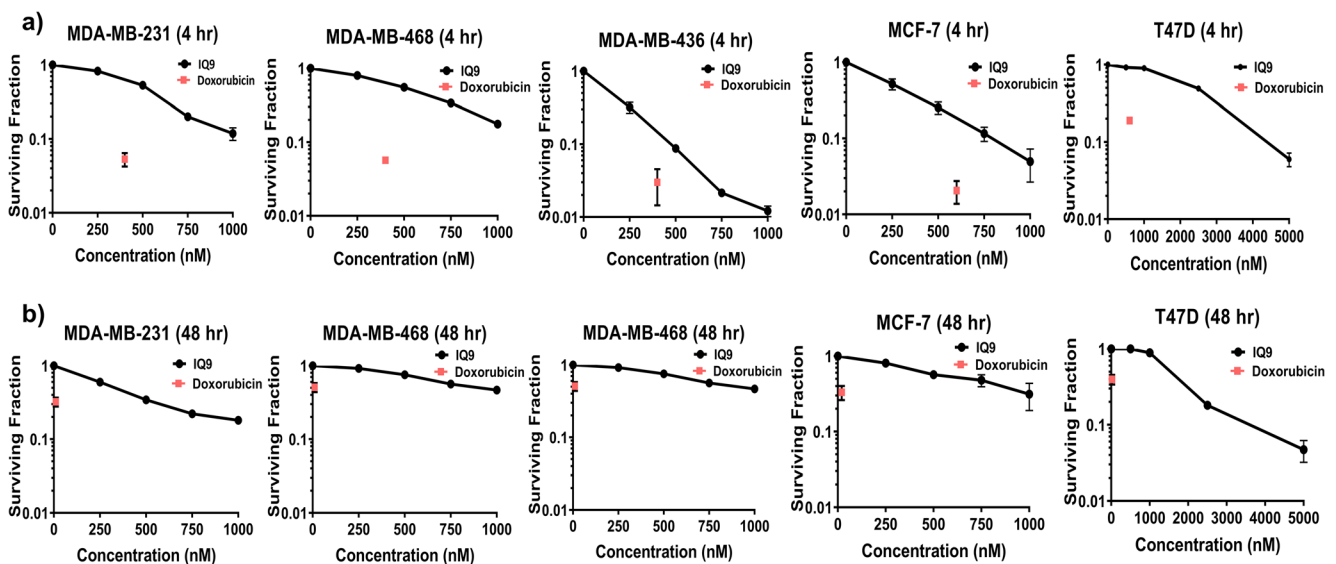 a)
MDA-MB-231 (4 hr)
Surviving Fraction
1
0.1
0.01
0 250 500 750 1000
Concentration (nM)
IQ9
Doxorubicin
MDA-MB-468 (4 hr)
Surviving Fraction
1
0.1
0.01
0 250 500 750 1000
Concentration (nM)
IQ9
Doxorubicin
MDA-MB-436 (4 hr)
Surviving Fraction
1
0.1
0.01
0 250 500 750 1000
Concentration (nM)
IQ9
Doxorubicin
MCF-7 (4 hr)
Surviving Fraction
1
0.1
0.01
0 250 500 750 1000
Concentration (nM)
IQ9
Doxorubicin
T47D (4 hr)
Surviving Fraction
1
0.1
0.01
0 1000 2000 3000 4000 5000
Concentration (nM)
IQ9
Doxorubicin
b)
MDA-MB-231 (48 hr)
Surviving Fraction
1
0.1
0.01
0 250 500 750 1000
Concentration (nM)
IQ9
Doxorubicin
MDA-MB-468 (48 hr)
Surviving Fraction
1
0.1
0.01
0 250 500 750 1000
Concentration (nM)
IQ9
Doxorubicin
MDA-MB-468 (48 hr)
Surviving Fraction
1
0.1
0.01
0 250 500 750 1000
Concentration (nM)
IQ9
Doxorubicin
MCF-7 (48 hr)
Surviving Fraction
1
0.1
0.01
0 250 500 750 1000
Concentration (nM)
IQ9
Doxorubicin
T47D (48 hr)
Surviving Fraction
1
0.1
0.01
0 1000 2000 3000 4000 5000
Concentration (nM)
IQ9
Doxorubicin